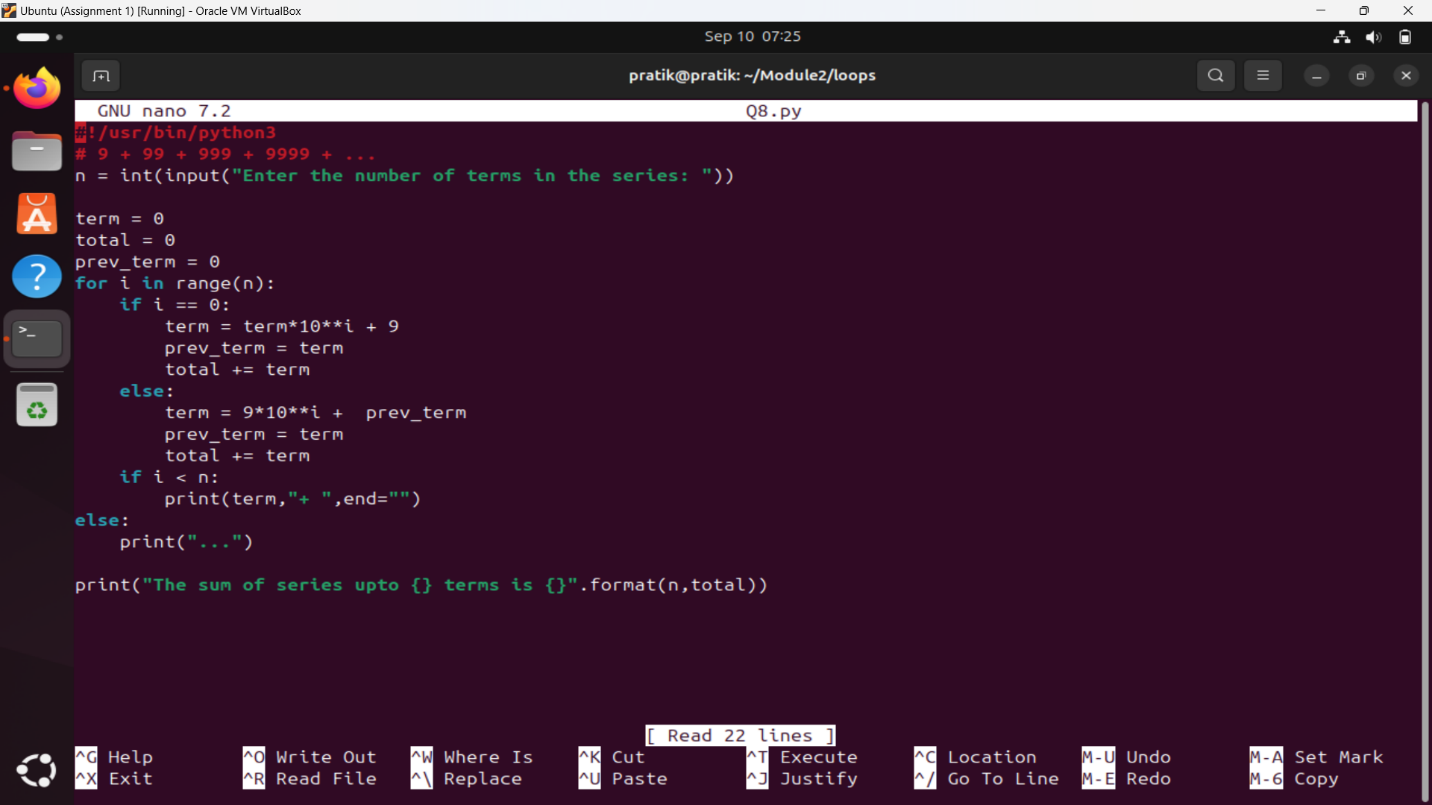 Ubuntu (Assignment 1) [Running] - Oracle VM VirtualBox
Sep 10 07:25
pratik@pratik: ~/Module2/loops
GNU nano 7.2 Q8.py
#!/usr/bin/python3
# 9 + 99 + 999 + 9999 + ...
n = int(input("Enter the number of terms in the series: "))
term = 0
total = 0
prev_term = 0
for i in range(n):
    if i == 0:
        term = term*10**i + 9
        prev_term = term
        total += term
    else:
        term = 9*10**i +  prev_term
        prev_term = term
        total += term
    if i < n:
        print(term,"+ ",end="")
else:
    print("...")
print("The sum of series upto {} terms is {}".format(n,total))
[ Read 22 lines ]
^G Help ^O Write Out ^W Where Is ^K Cut ^T Execute ^C Location M-U Undo M-A Set Mark
^X Exit ^R Read File ^\ Replace ^U Paste ^J Justify ^/ Go To Line M-E Redo M-6 Copy